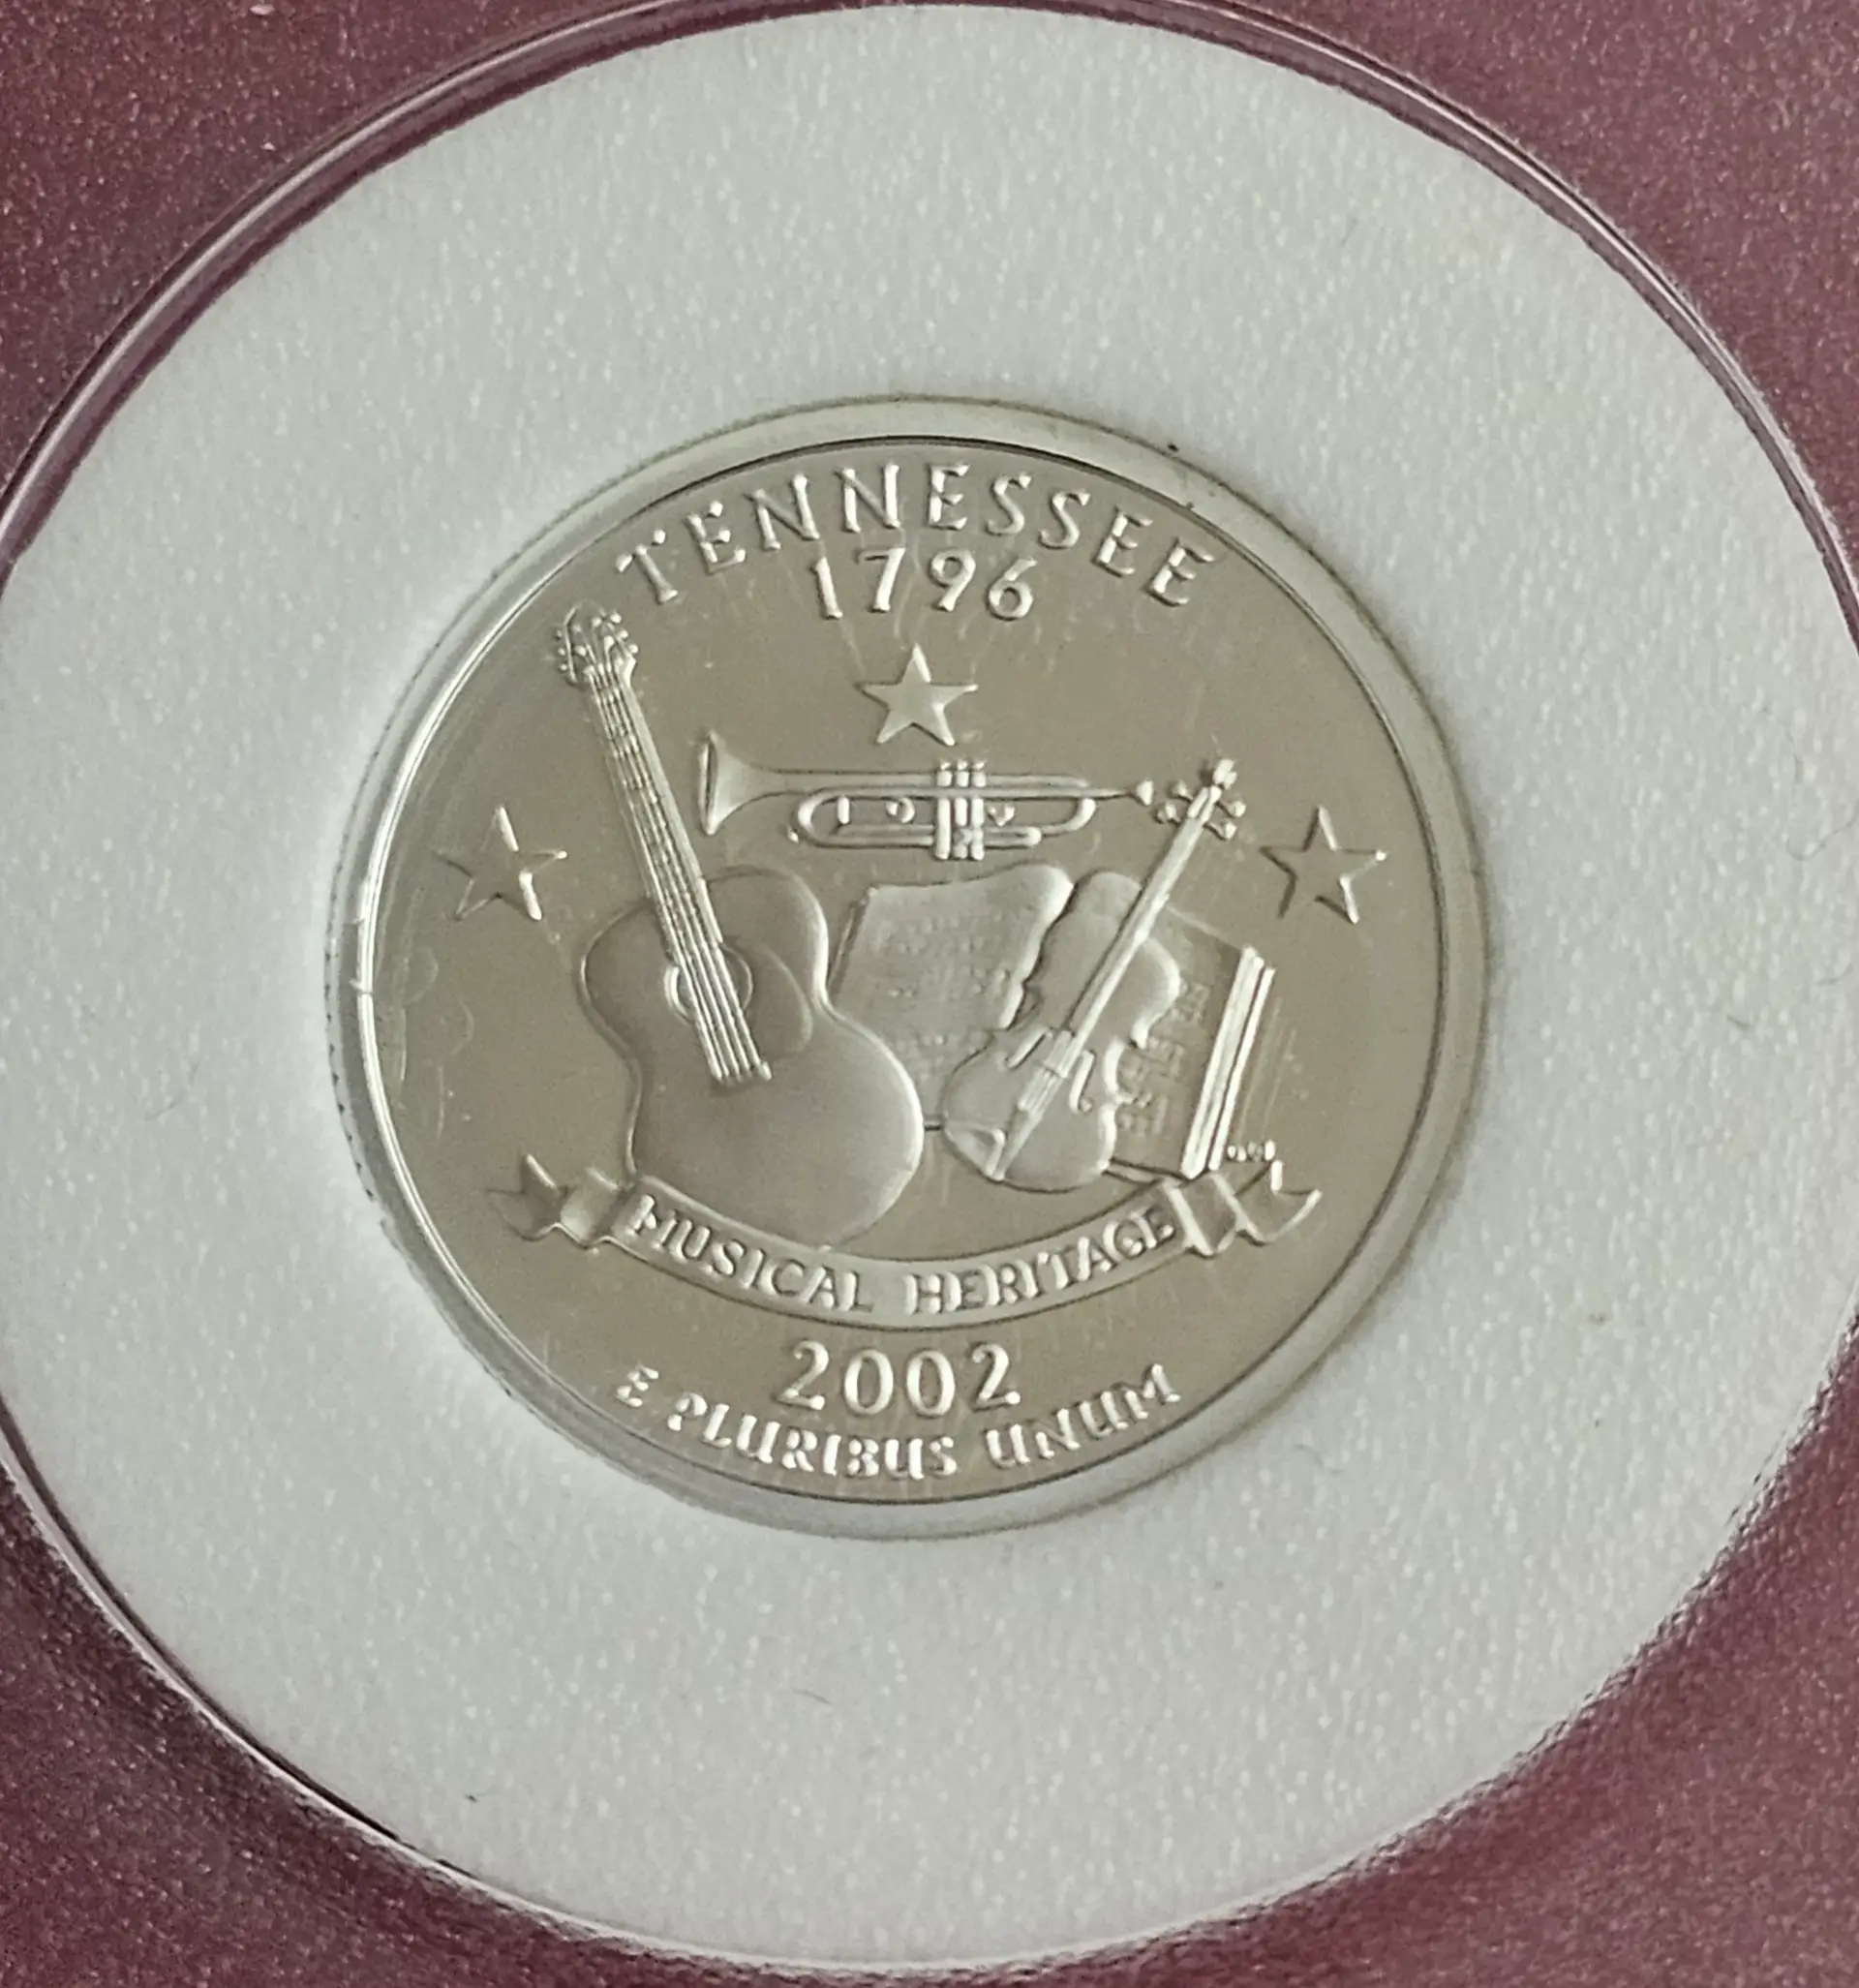 TENNESSEE
1796
MUSICAL HERITAGE
2002
E PLURIBUS UNUM